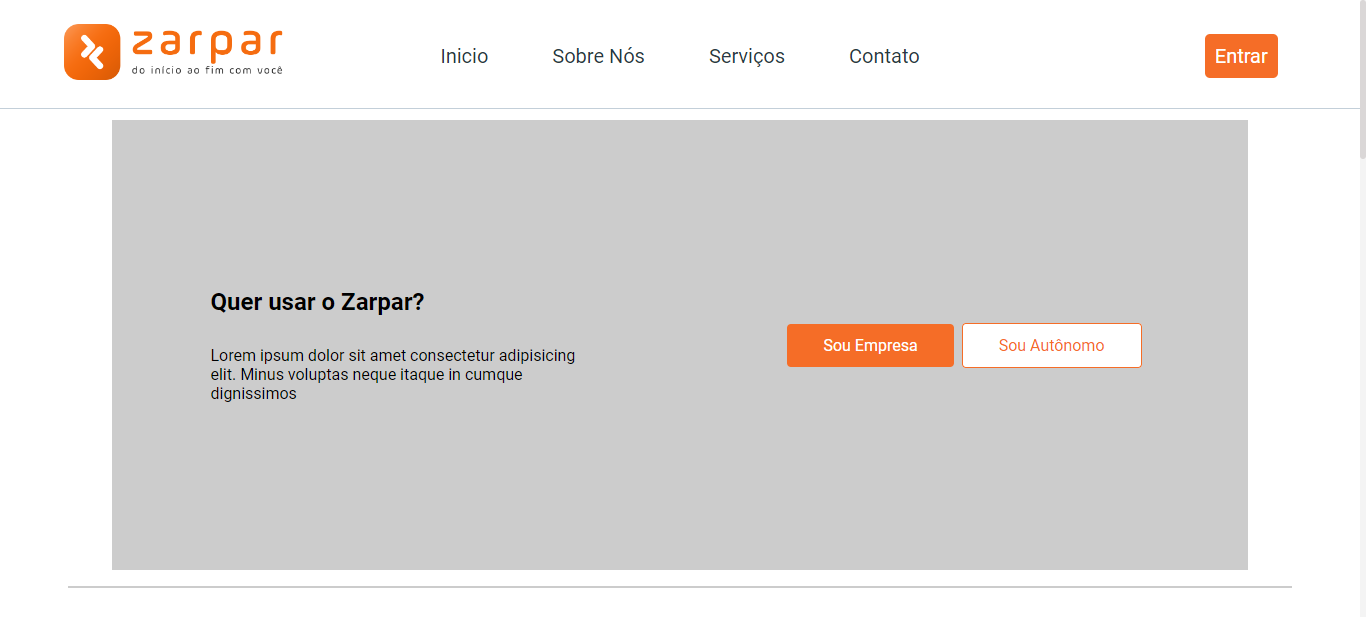 zarpar
do início ao fim com você
Inicio
Sobre Nós
Serviços
Contato
Entrar
Quer usar o Zarpar?
Lorem ipsum dolor sit amet consectetur adipisicing
elit. Minus voluptas neque itaque in cumque
dignissimos
Sou Empresa
Sou Autônomo